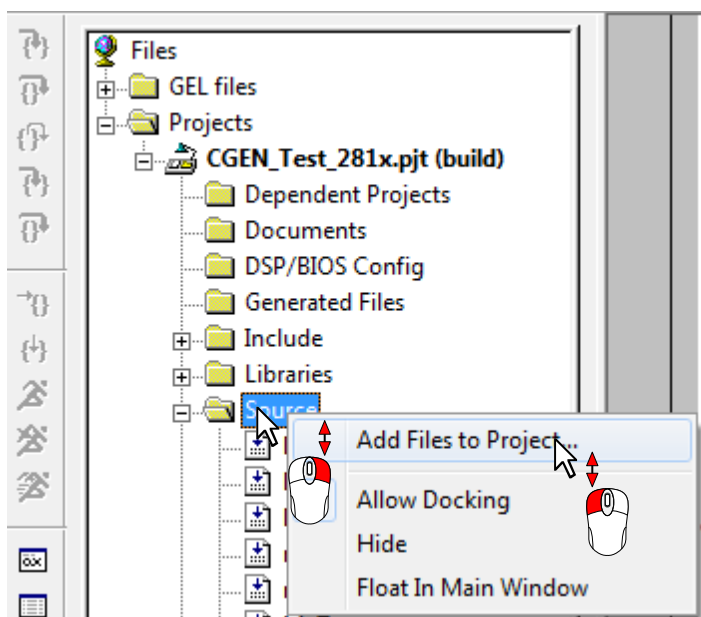 Files
GEL files
Projects
CGEN_Test_281x.pjt (build)
Dependent Projects
Documents
DSP/BIOS Config
Generated Files
Include
Libraries
Source
Add Files to Project...
Allow Docking
Hide
Float In Main Window